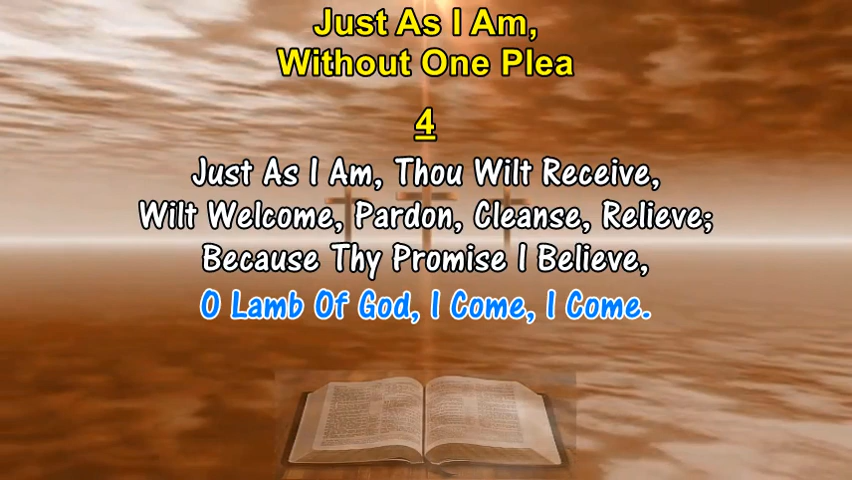 Just As I Am,
Without One Plea
4
Just As I Am, Thou Wilt Receive,
Wilt Welcome, Pardon, Cleanse, Relieve;
Because Thy Promise I Believe,
O Lamb Of God, I Come, I Come.